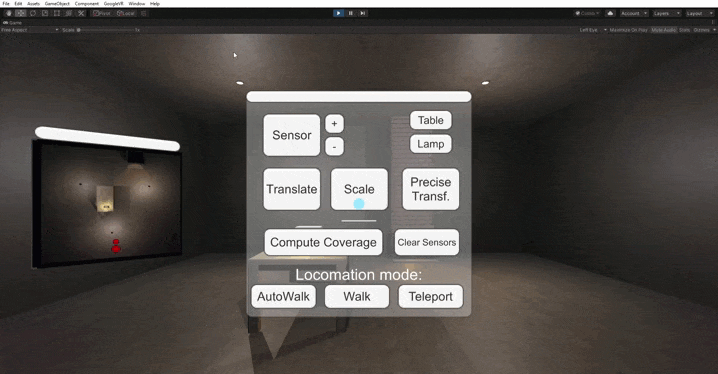 File Edit Assets GameObject Component GoogleVR Window Help
Pivot Local Account Layers Layout
Game
Free Aspect Scale 1x Left Eye Maximize On Play Mute Audio Stats Gizmos
Sensor
+
-
Table
Lamp
Translate
Scale
Precise
Transf.
Compute Coverage
Clear Sensors
Locomation mode:
AutoWalk
Walk
Teleport